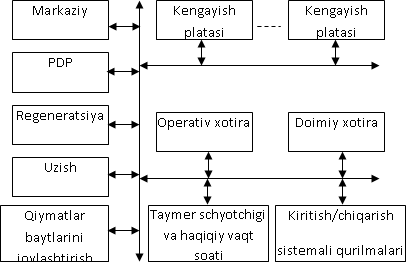 Markaziy
Kengayish
platasi
Kengayish
platasi
PDP
Regeneratsiya
Operativ xotira
Doimiy xotira
Uzish
Qiymatlar
baytlarini
joylashtirish
Taymer schyotchigi
va haqiqiy vaqt
soati
Kiritish/chiqarish
sistemali qurilmalari